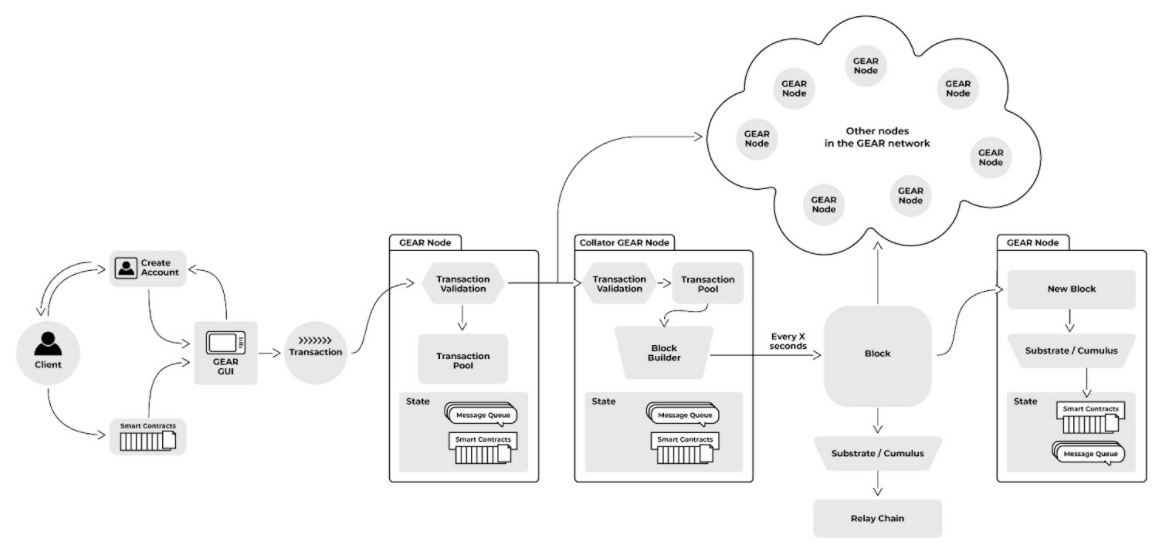 GEAR
Node
GEAR
Node
GEAR
Node
GEAR
Node
Other nodes
in the GEAR network
GEAR
Node
GEAR
Node
GEAR
Node
Create
Account
Client
Smart Contracts
GEAR
GUI
Transaction
GEAR Node
Transaction
Validation
Transaction
Pool
State
Message Queue
Smart Contracts
Collator GEAR Node
Transaction
Validation
Transaction
Pool
Block
Builder
State
Message Queue
Smart Contracts
Every X
seconds
Block
Substrate / Cumulus
Relay Chain
GEAR Node
New Block
Substrate / Cumulus
State
Smart Contracts
Message Queue